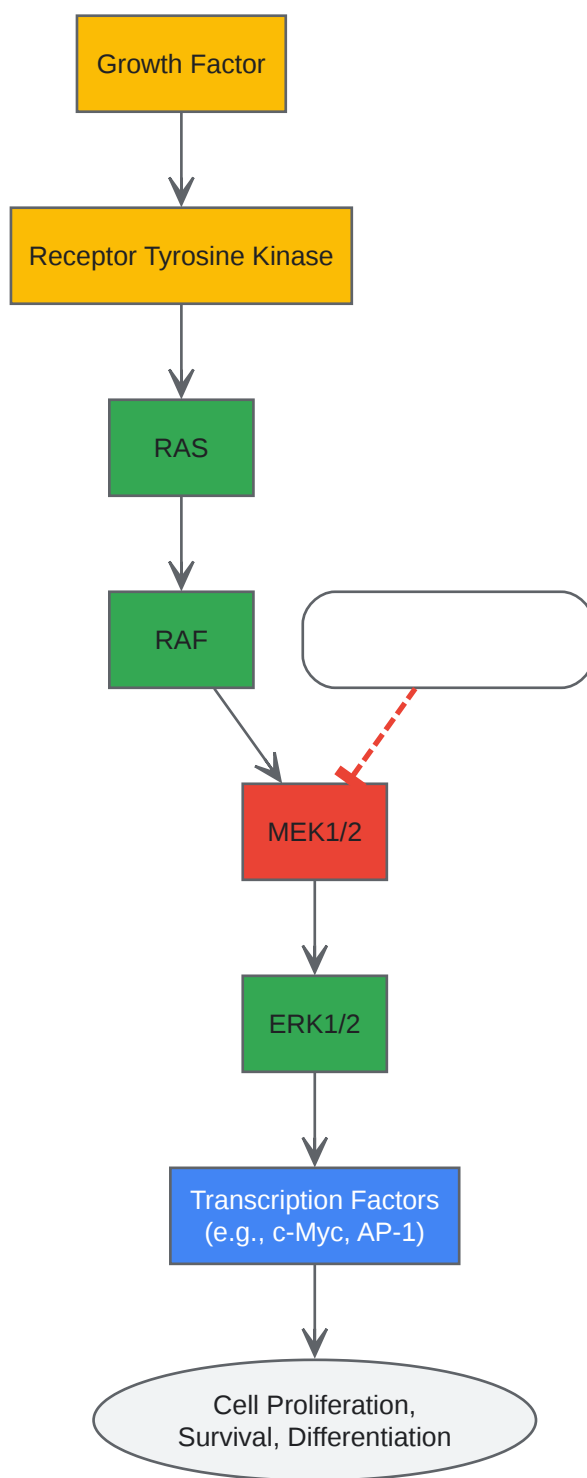 Growth Factor
Receptor Tyrosine Kinase
RAS
RAF
MEK1/2
ERK1/2
Transcription Factors
(e.g., c-Myc, AP-1)
Cell Proliferation,
Survival, Differentiation